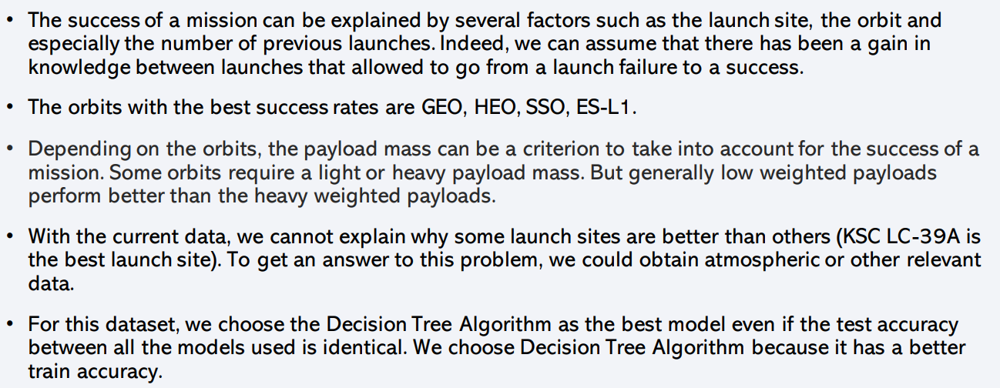 • The success of a mission can be explained by several factors such as the launch site, the orbit and
especially the number of previous launches. Indeed, we can assume that there has been a gain in
knowledge between launches that allowed to go from a launch failure to a success.
• The orbits with the best success rates are GEO, HEO, SSO, ES-L1.
• Depending on the orbits, the payload mass can be a criterion to take into account for the success of a
mission. Some orbits require a light or heavy payload mass. But generally low weighted payloads
perform better than the heavy weighted payloads.
• With the current data, we cannot explain why some launch sites are better than others (KSC LC-39A is
the best launch site). To get an answer to this problem, we could obtain atmospheric or other relevant
data.
• For this dataset, we choose the Decision Tree Algorithm as the best model even if the test accuracy
between all the models used is identical. We choose Decision Tree Algorithm because it has a better
train accuracy.